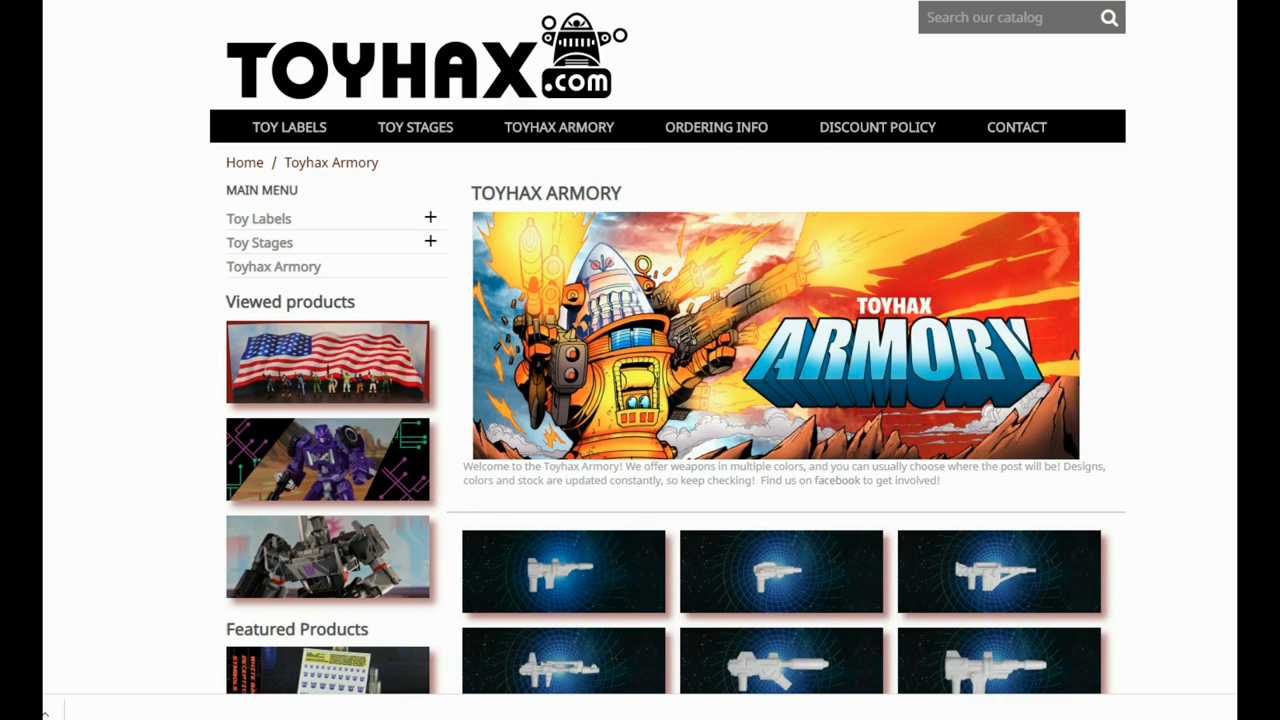 Search our catalog
TOYHAX.com
TOY LABELS
TOY STAGES
TOYHAX ARMORY
ORDERING INFO
DISCOUNT POLICY
CONTACT
Home / Toyhax Armory
MAIN MENU
Toy Labels +
Toy Stages +
Toyhax Armory
Viewed products
Featured Products
TOYHAX ARMORY
TOYHAX
ARMORY
Welcome to the Toyhax Armory! We offer weapons in multiple colors, and you can usually choose where the post will be! Designs,
colors and stock are updated constantly, so keep checking! Find us on facebook to get involved!